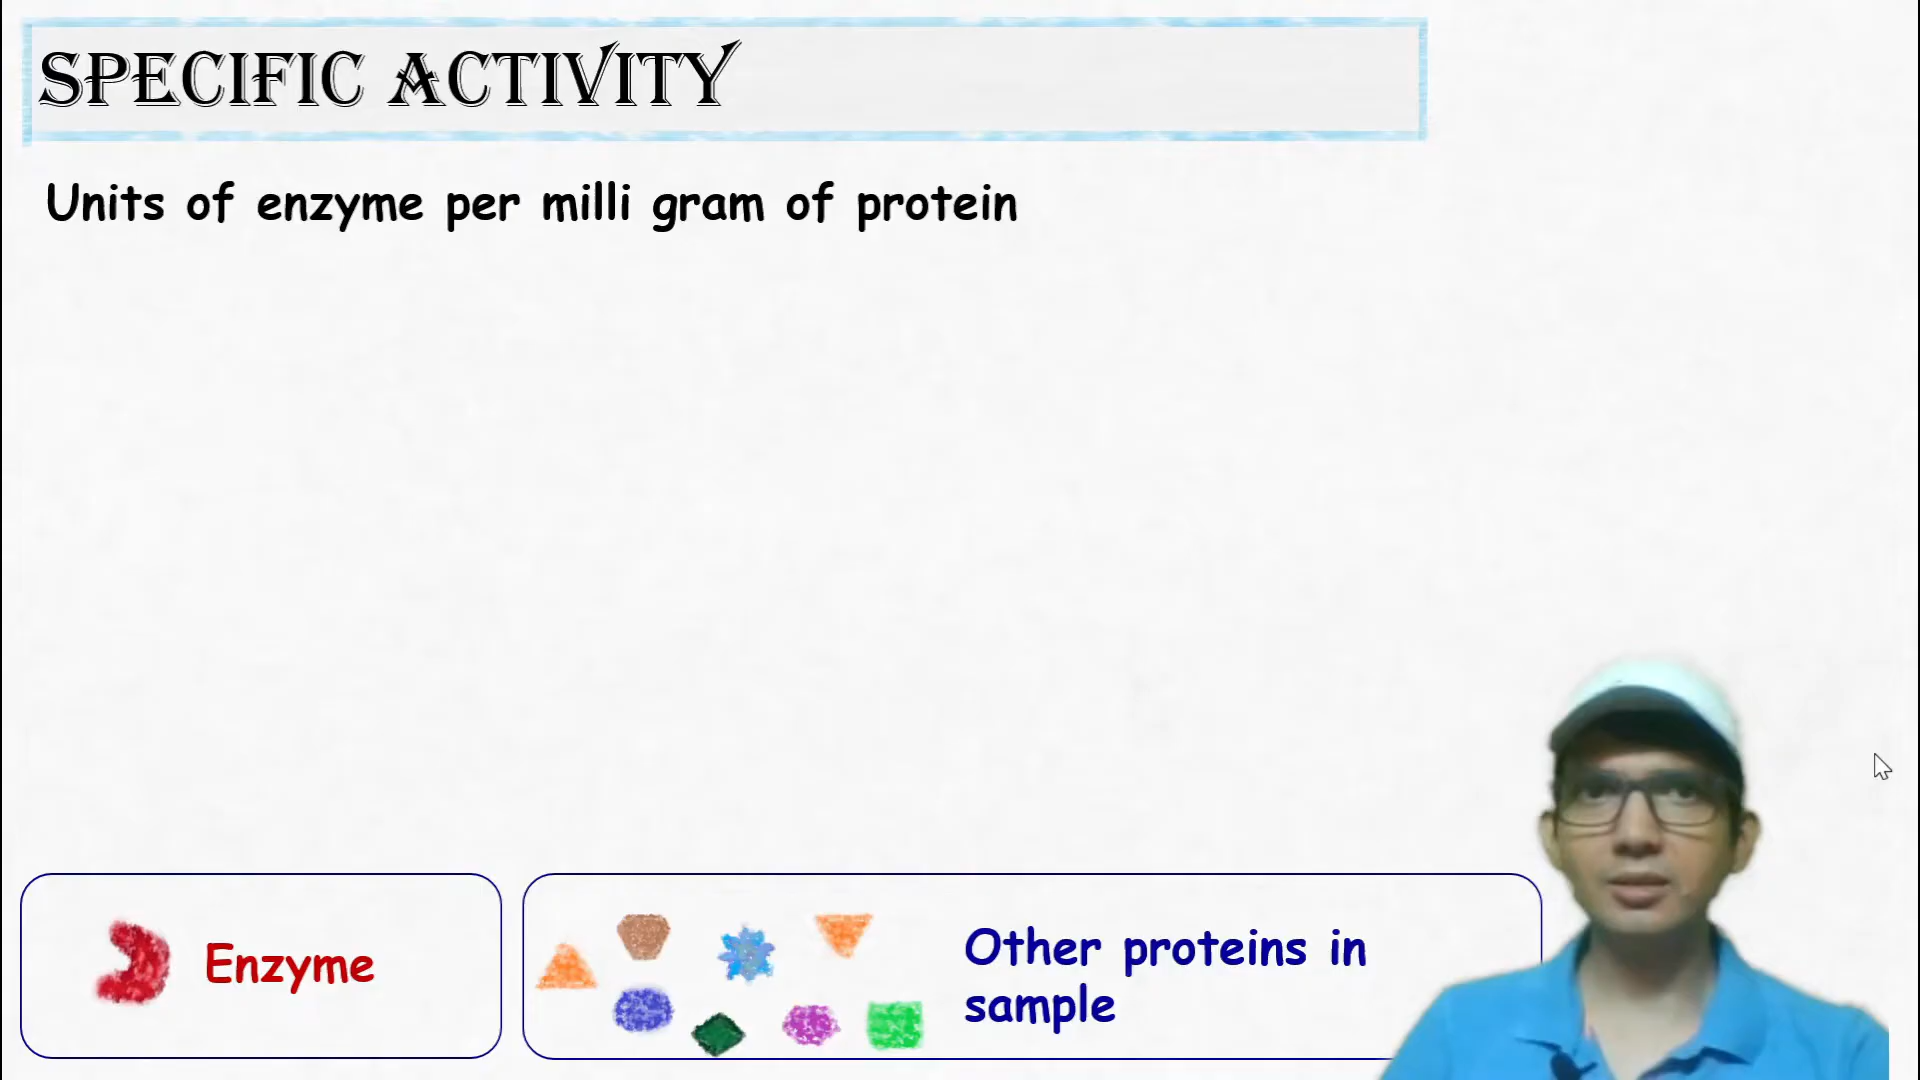 SPECIFIC ACTIVITY
Units of enzyme per milli gram of protein
Enzyme
Other proteins in
sample